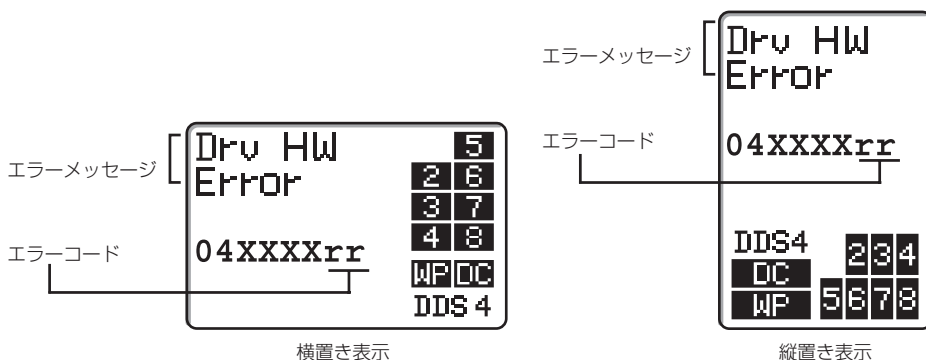 エラーメッセージ
Drv HW
Error
エラーコード
04XXXXrr
5
2 6
3 7
4 8
WP DC
DDS 4
横置き表示
エラーメッセージ
Drv HW
Error
エラーコード
04XXXXrr
DDS4
2 3 4
DC
WP
5 6 7 8
縦置き表示